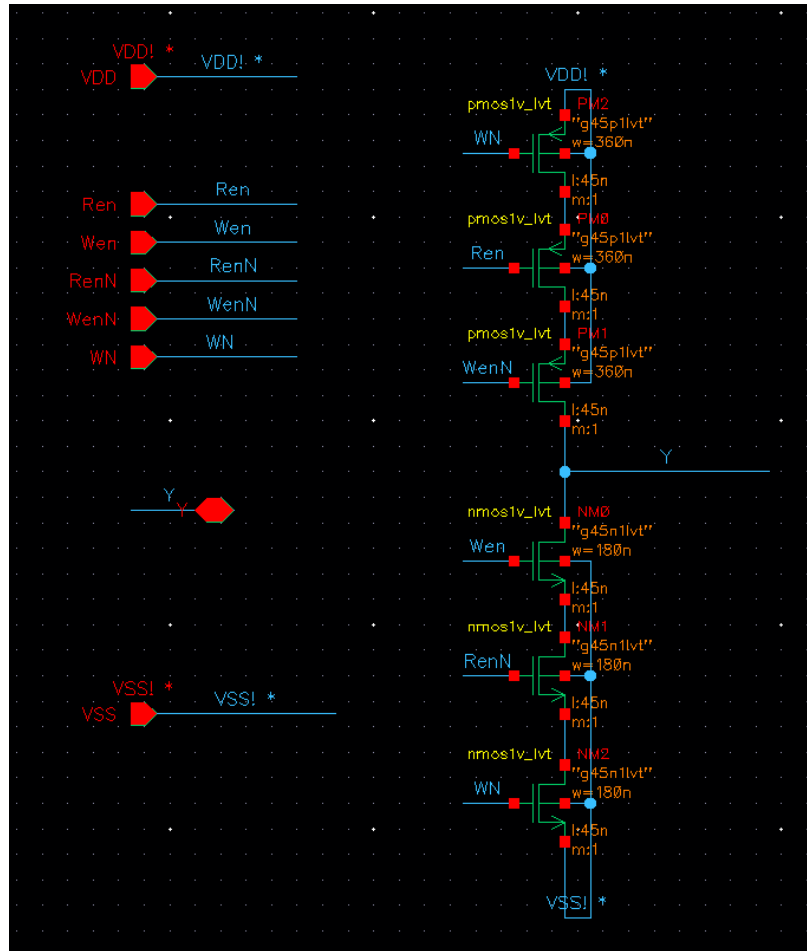 VDD! *
VDD
VDD! *
Ren
Ren
Wen
Wen
RenN
RenN
WenN
WenN
WN
WN
Y
Y
VSS! *
VSS
VSS! *
VDD! *
pmos1v_lvt
PM2
"g45p1lvt"
WN
w=360n
l:45n
m:1
pmos1v_lvt
PM0
"g45p1lvt"
Ren
w=360n
l:45n
m:1
pmos1v_lvt
PM1
"g45p1lvt"
WenN
w=360n
l:45n
m:1
Y
nmos1v_lvt
NM0
"g45n1lvt"
Wen
w=180n
l:45n
m:1
nmos1v_lvt
NM1
"g45n1lvt"
RenN
w=180n
l:45n
m:1
nmos1v_lvt
NM2
"g45n1lvt"
WN
w=180n
l:45n
m:1
VSS! *